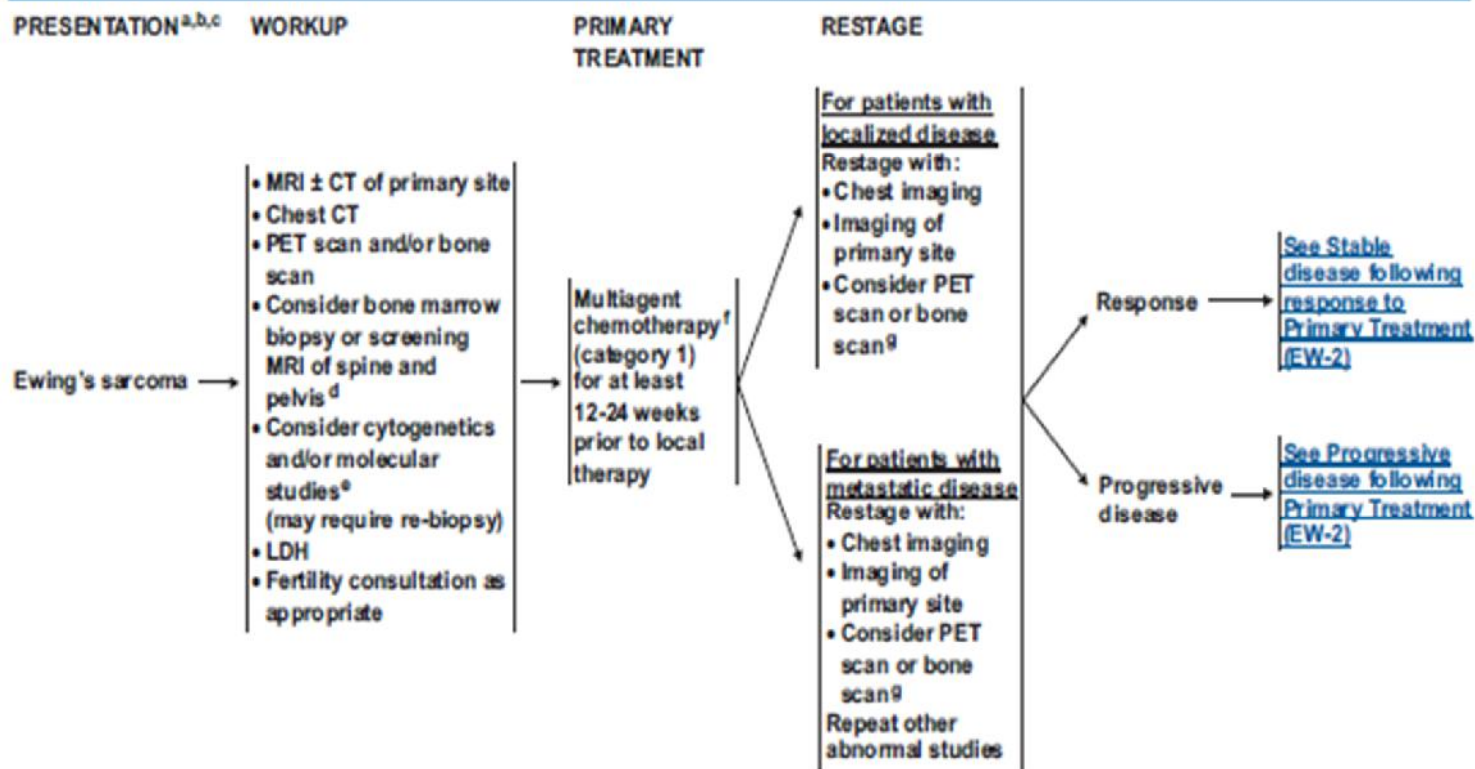 PRESENTATION a,b,c
WORKUP
PRIMARY
TREATMENT
RESTAGE
Ewing's sarcoma
• MRI ± CT of primary site
• Chest CT
• PET scan and/or bone
scan
• Consider bone marrow
biopsy or screening
MRI of spine and
pelvis d
• Consider cytogenetics
and/or molecular
studies e
(may require re-biopsy)
• LDH
• Fertility consultation as
appropriate
Multiagent
chemotherapy f
(category 1)
for at least
12-24 weeks
prior to local
therapy
For patients with
localized disease
Restage with:
• Chest imaging
• Imaging of
primary site
• Consider PET
scan or bone
scan g
For patients with
metastatic disease
Restage with:
• Chest imaging
• Imaging of
primary site
• Consider PET
scan or bone
scan g
Repeat other
abnormal studies
Response
See Stable
disease following
response to
Primary Treatment
(EW-2)
Progressive
disease
See Progressive
disease following
Primary Treatment
(EW-2)